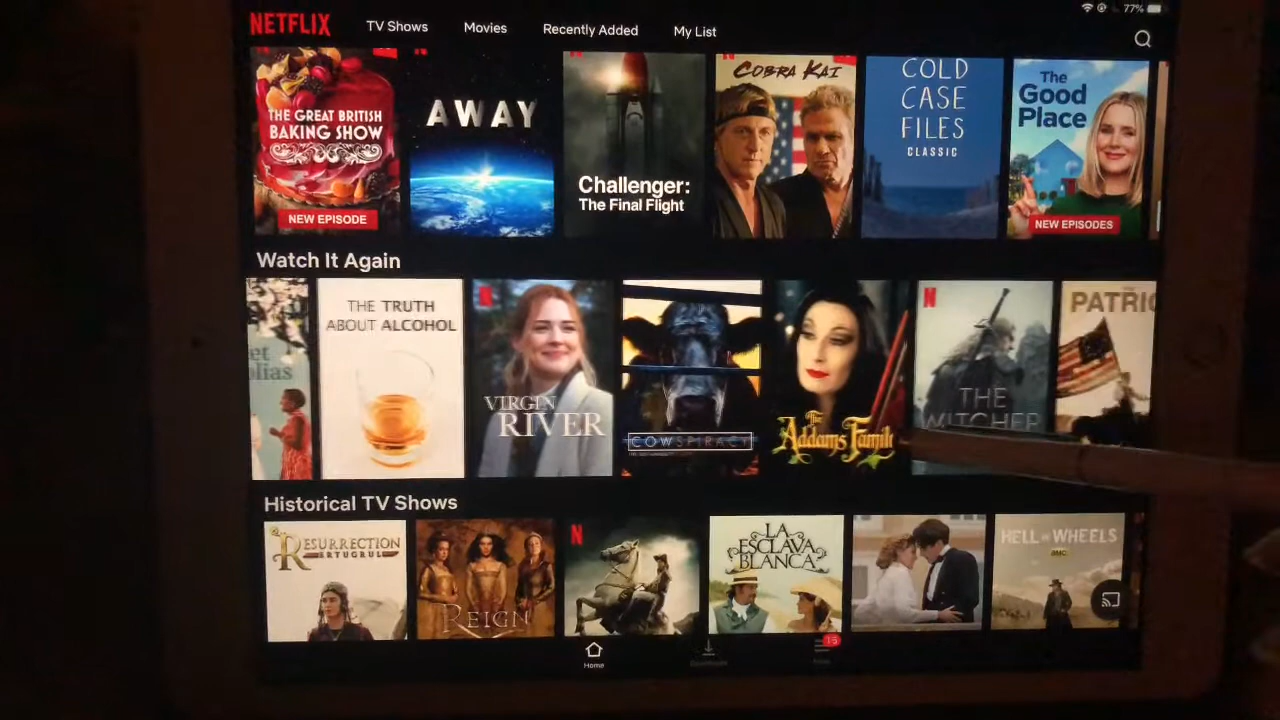 NETFLIX
TV Shows
Movies
Recently Added
My List
77%
THE GREAT BRITISH
BAKING SHOW
NEW EPISODE
AWAY
Challenger:
The Final Flight
COBRA KAI
COLD
CASE
FILES
CLASSIC
The
Good
Place
NEW EPISODES
Watch It Again
THE TRUTH
ABOUT ALCOHOL
VIRGIN
RIVER
COWSPIRACY
The
Addams Famil
THE
WITCHER
PATRIO
Historical TV Shows
RESURRECTION
ERTUGRUL
REIGN
LA
ESCLAVA
BLANCA
HELL ON WHEELS
AMC
Home